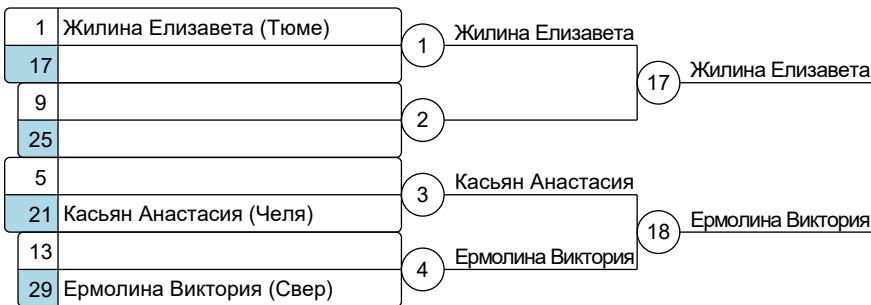 1 Жилина Елизавета (Тюме)
17
9
25
5
21 Касьян Анастасия (Челя)
13
29 Ермолина Виктория (Свер)
1 Жилина Елизавета
2
3 Касьян Анастасия
4 Ермолина Виктория
17 Жилина Елизавета
18 Ермолина Виктория